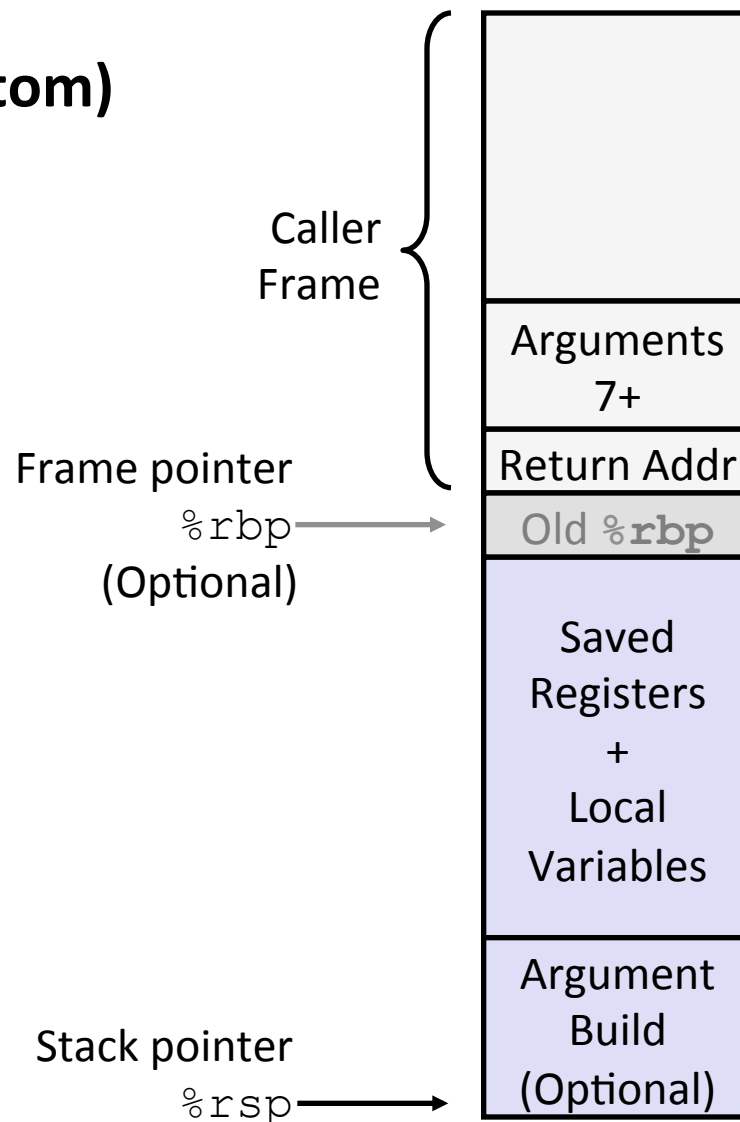 tom)
Caller
Frame
Arguments
7+
Return Addr
Frame pointer
%rbp
(Optional)
Old %rbp
Saved
Registers
+
Local
Variables
Argument
Build
(Optional)
Stack pointer
%rsp